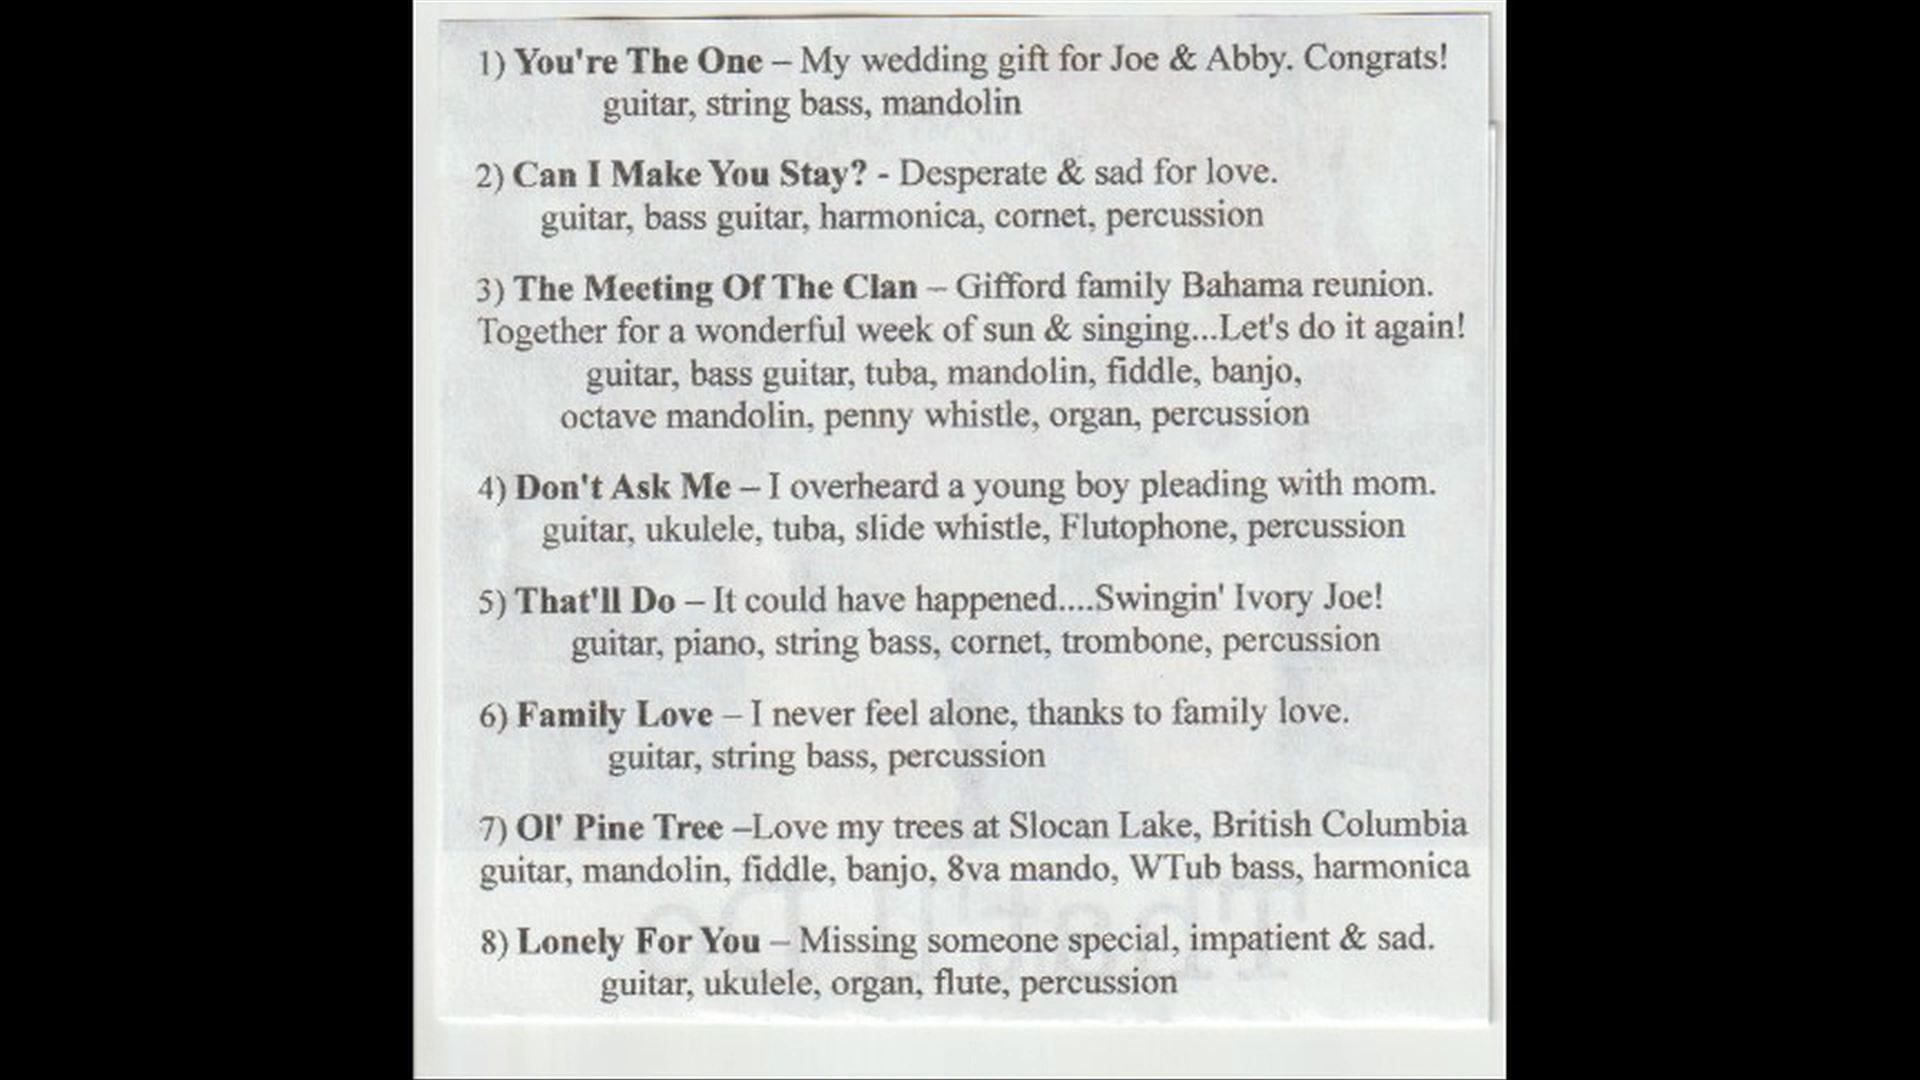 1) You're The One – My wedding gift for Joe & Abby. Congrats!
guitar, string bass, mandolin
2) Can I Make You Stay? - Desperate & sad for love.
guitar, bass guitar, harmonica, cornet, percussion
3) The Meeting Of The Clan – Gifford family Bahama reunion.
Together for a wonderful week of sun & singing...Let's do it again!
guitar, bass guitar, tuba, mandolin, fiddle, banjo,
octave mandolin, penny whistle, organ, percussion
4) Don't Ask Me – I overheard a young boy pleading with mom.
guitar, ukulele, tuba, slide whistle, Flutophone, percussion
5) That'll Do – It could have happened....Swingin' Ivory Joe!
guitar, piano, string bass, cornet, trombone, percussion
6) Family Love – I never feel alone, thanks to family love.
guitar, string bass, percussion
7) Ol' Pine Tree –Love my trees at Slocan Lake, British Columbia
guitar, mandolin, fiddle, banjo, 8va mando, WTub bass, harmonica
That'll Do
8) Lonely For You – Missing someone special, impatient & sad.
guitar, ukulele, organ, flute, percussion